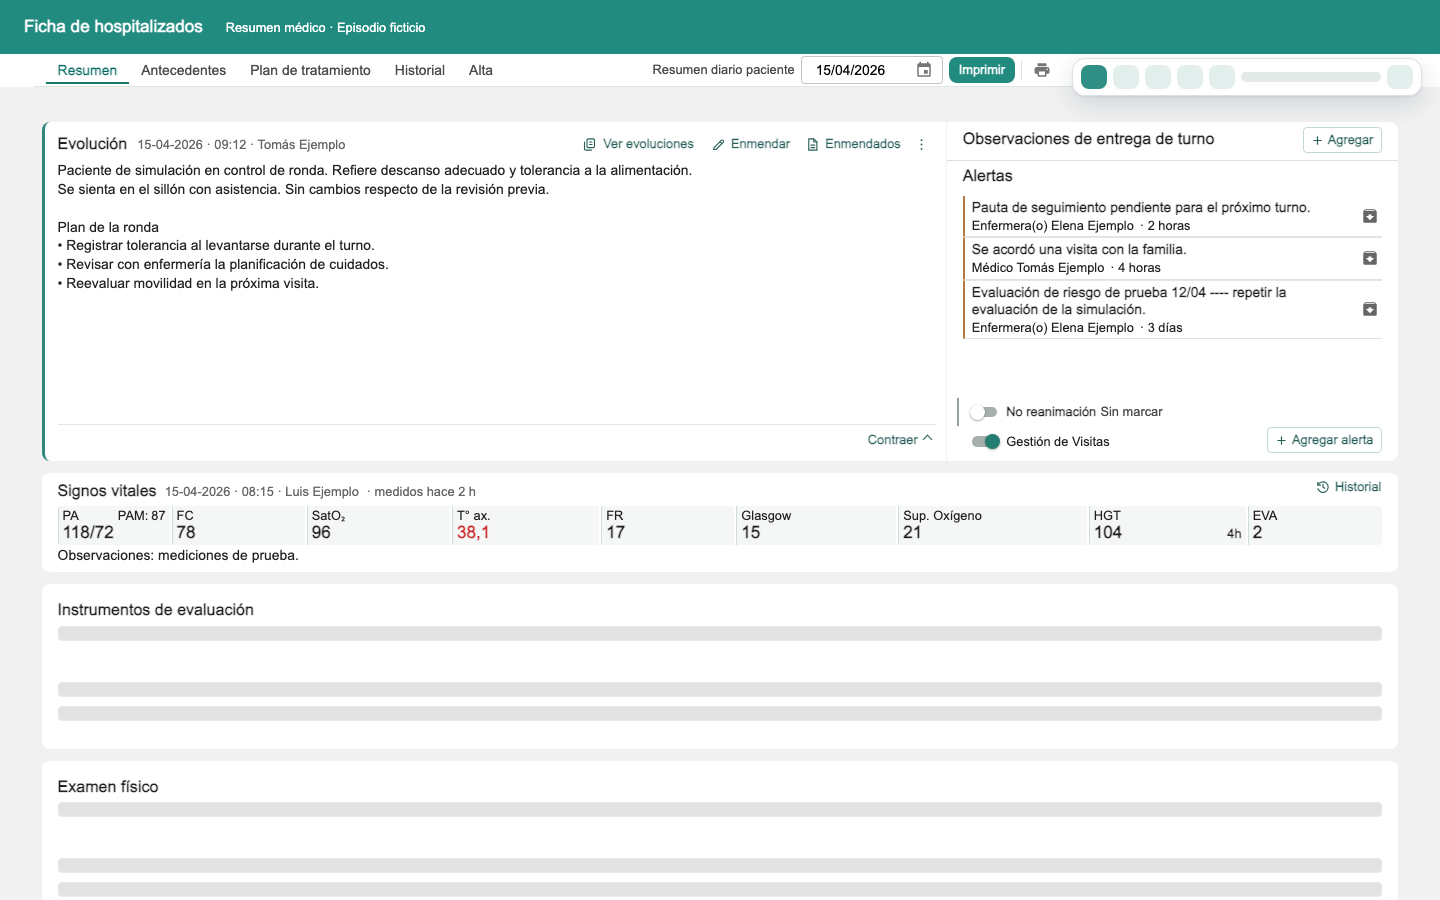 Ficha de hospitalizados
Resumen médico · Episodio ficticio
Resumen
Antecedentes
Plan de tratamiento
Historial
Alta
Resumen diario paciente
15/04/2026
Imprimir
Evolución 15-04-2026 · 09:12 · Tomás Ejemplo
Ver evoluciones
Enmendar
Enmendados
Paciente de simulación en control de ronda. Refiere descanso adecuado y tolerancia a la alimentación.
Se sienta en el sillón con asistencia. Sin cambios respecto de la revisión previa.
Plan de la ronda
• Registrar tolerancia al levantarse durante el turno.
• Revisar con enfermería la planificación de cuidados.
• Reevaluar movilidad en la próxima visita.
Contraer
Observaciones de entrega de turno
+ Agregar
Alertas
Pauta de seguimiento pendiente para el próximo turno.
Enfermera(o) Elena Ejemplo · 2 horas
Se acordó una visita con la familia.
Médico Tomás Ejemplo · 4 horas
Evaluación de riesgo de prueba 12/04 ---- repetir la
evaluación de la simulación.
Enfermera(o) Elena Ejemplo · 3 días
No reanimación Sin marcar
Gestión de Visitas
+ Agregar alerta
Signos vitales 15-04-2026 · 08:15 · Luis Ejemplo · medidos hace 2 h
Historial
PA PAM: 87
118/72
FC
78
SatO₂
96
T° ax.
38,1
FR
17
Glasgow
15
Sup. Oxígeno
21
HGT
104 4h
EVA
2
Observaciones: mediciones de prueba.
Instrumentos de evaluación
Examen físico